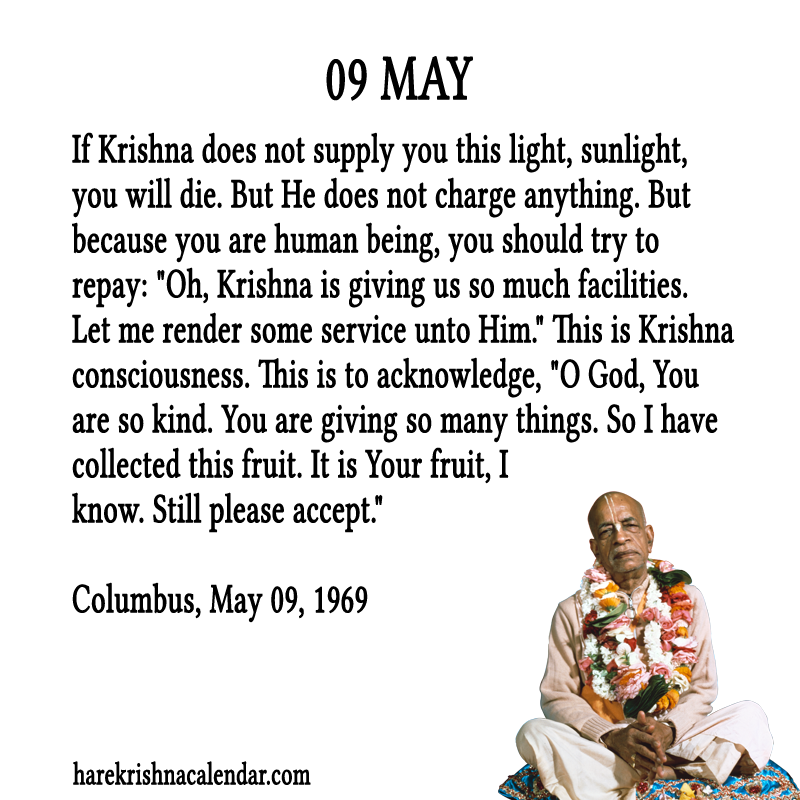 09 MAY
If Krishna does not supply you this light, sunlight,
you will die. But He does not charge anything. But
because you are human being, you should try to
repay: "Oh, Krishna is giving us so much facilities.
Let me render some service unto Him." This is Krishna
consciousness. This is to acknowledge, "O God, You
are so kind. You are giving so many things. So I have
collected this fruit. It is Your fruit, I
know. Still please accept."
Columbus, May 09, 1969
harekrishnacalendar.com